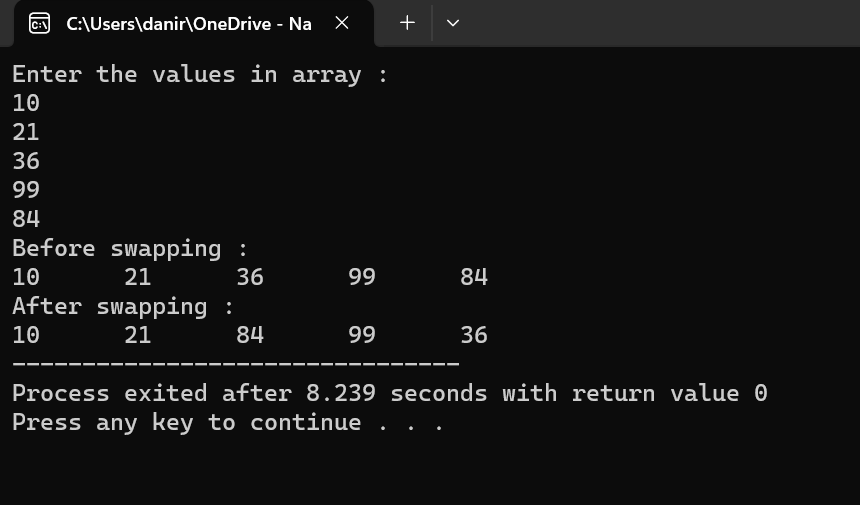 C:\Users\danir\OneDrive - Na
Enter the values in array :
10
21
36
99
84
Before swapping :
10      21      36      99      84
After swapping :
10      21      84      99      36
--------------------------------
Process exited after 8.239 seconds with return value 0
Press any key to continue . . .